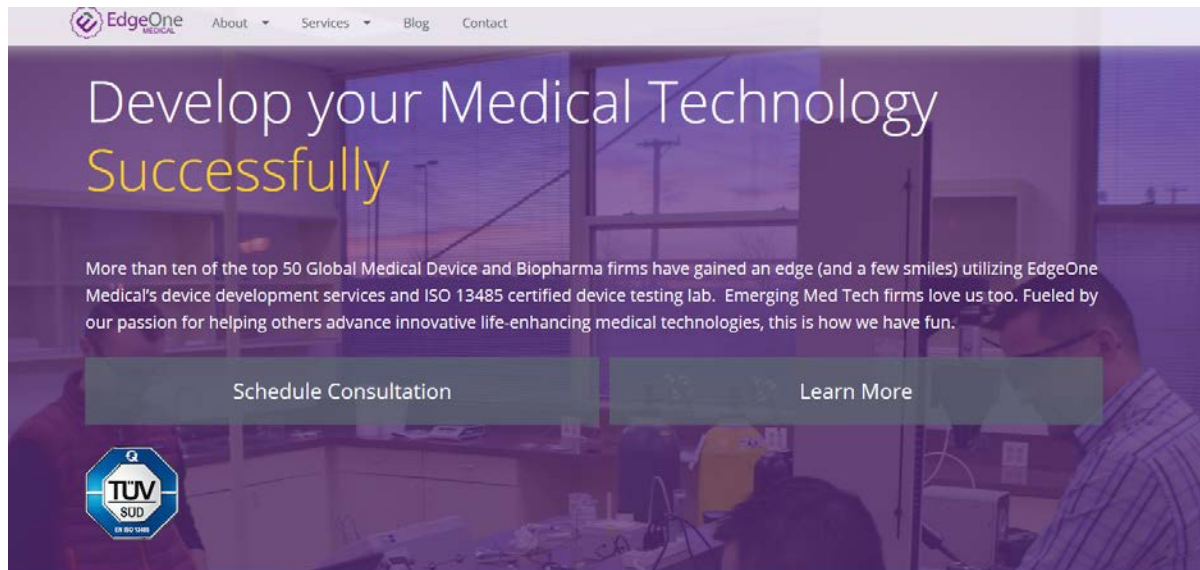 EdgeOne
MEDICAL
About
Services
Blog
Contact
Develop your Medical Technology
Successfully
More than ten of the top 50 Global Medical Device and Biopharma firms have gained an edge (and a few smiles) utilizing EdgeOne
Medical's device development services and ISO 13485 certified device testing lab.  Emerging Med Tech firms love us too. Fueled by
our passion for helping others advance innovative life-enhancing medical technologies, this is how we have fun.
Schedule Consultation
Learn More
Q
TÜV
SÜD
EN ISO 13485